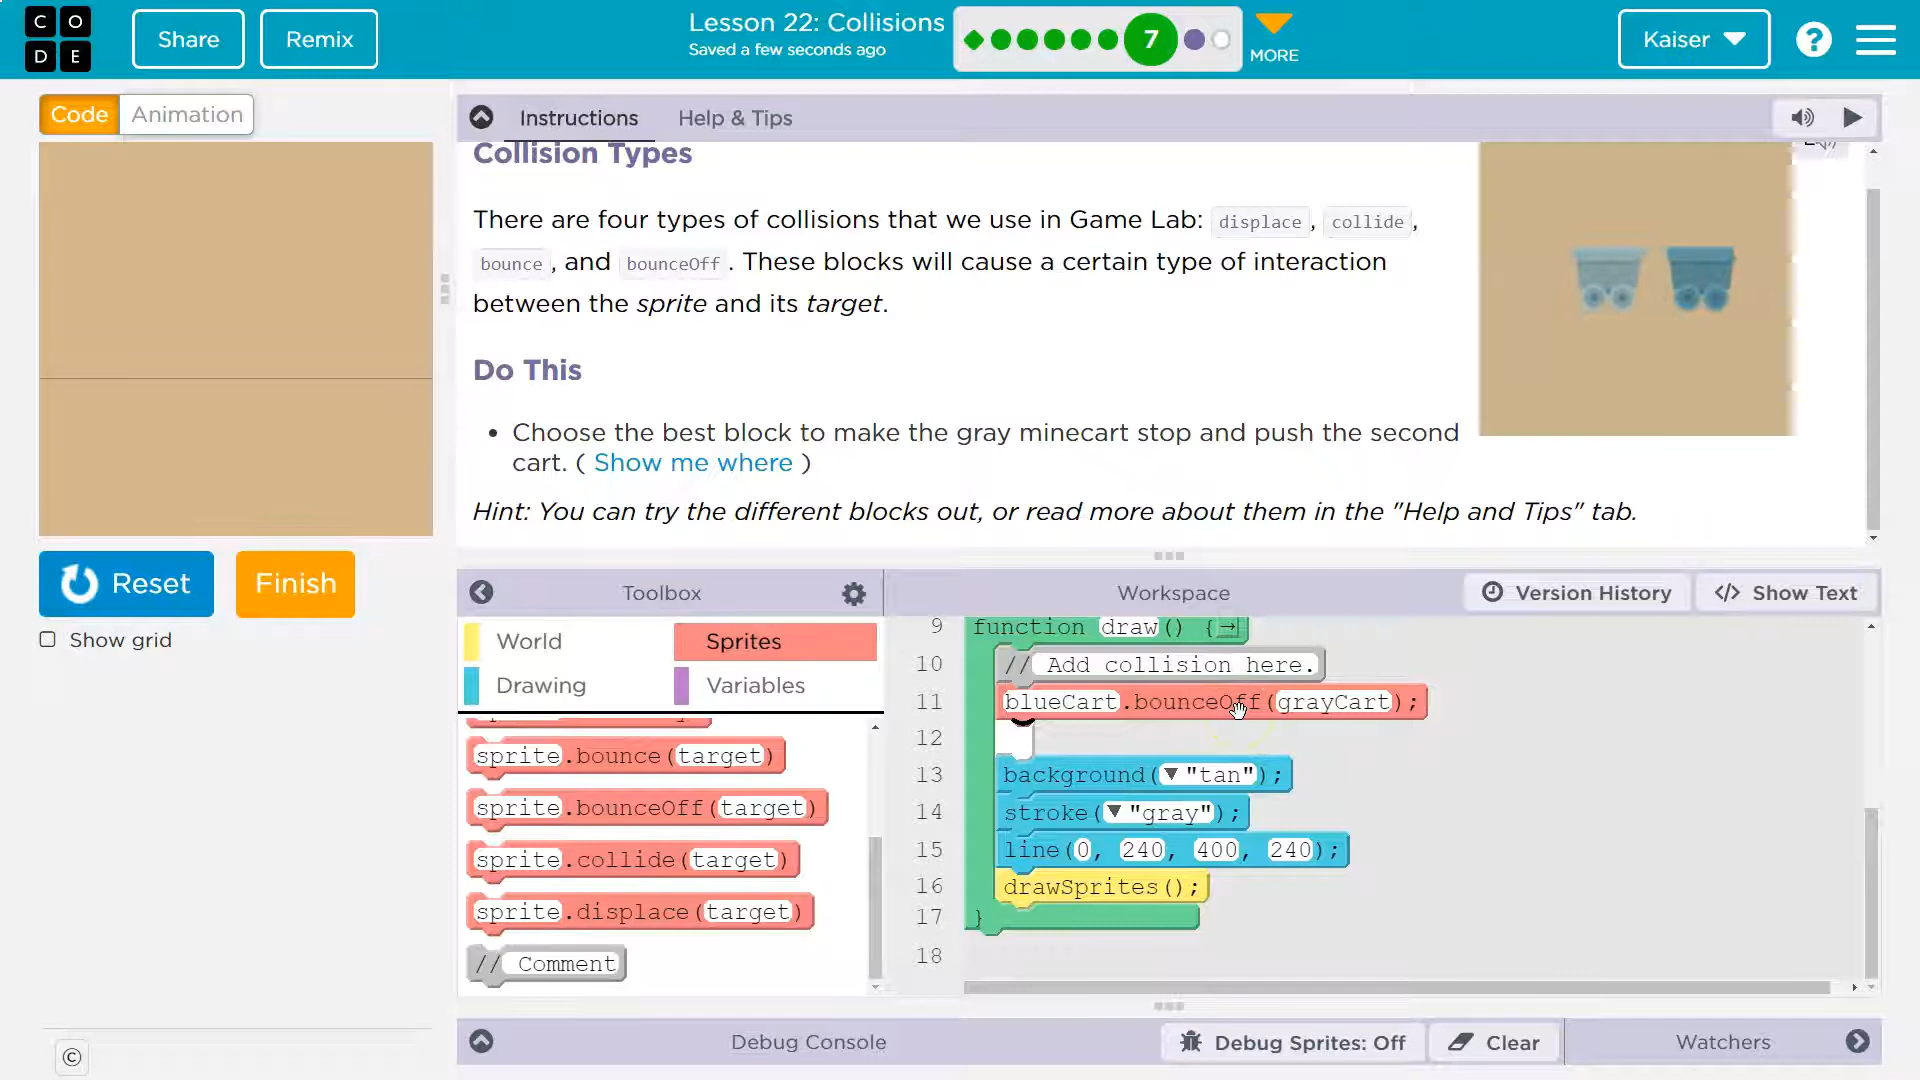 C O
D E
Share
Remix
Lesson 22: Collisions
Saved a few seconds ago
7
MORE
Kaiser
?
Code
Animation
Instructions
Help & Tips
Collision Types
There are four types of collisions that we use in Game Lab: displace, collide,
bounce, and bounceOff. These blocks will cause a certain type of interaction
between the sprite and its target.
Do This
• Choose the best block to make the gray minecart stop and push the second
cart. ( Show me where )
Hint: You can try the different blocks out, or read more about them in the "Help and Tips" tab.
Reset
Finish
Show grid
Toolbox
Workspace
Version History
</> Show Text
World
Sprites
Drawing
Variables
sprite.bounce(target)
sprite.bounceOff(target)
sprite.collide(target)
sprite.displace(target)
// Comment
9 function draw() {
10 // Add collision here.
11 blueCart.bounceOff(grayCart);
12
13 background("tan");
14 stroke("gray");
15 line(0, 240, 400, 240);
16 drawSprites();
17 }
18
©
Debug Console
Debug Sprites: Off
Clear
Watchers